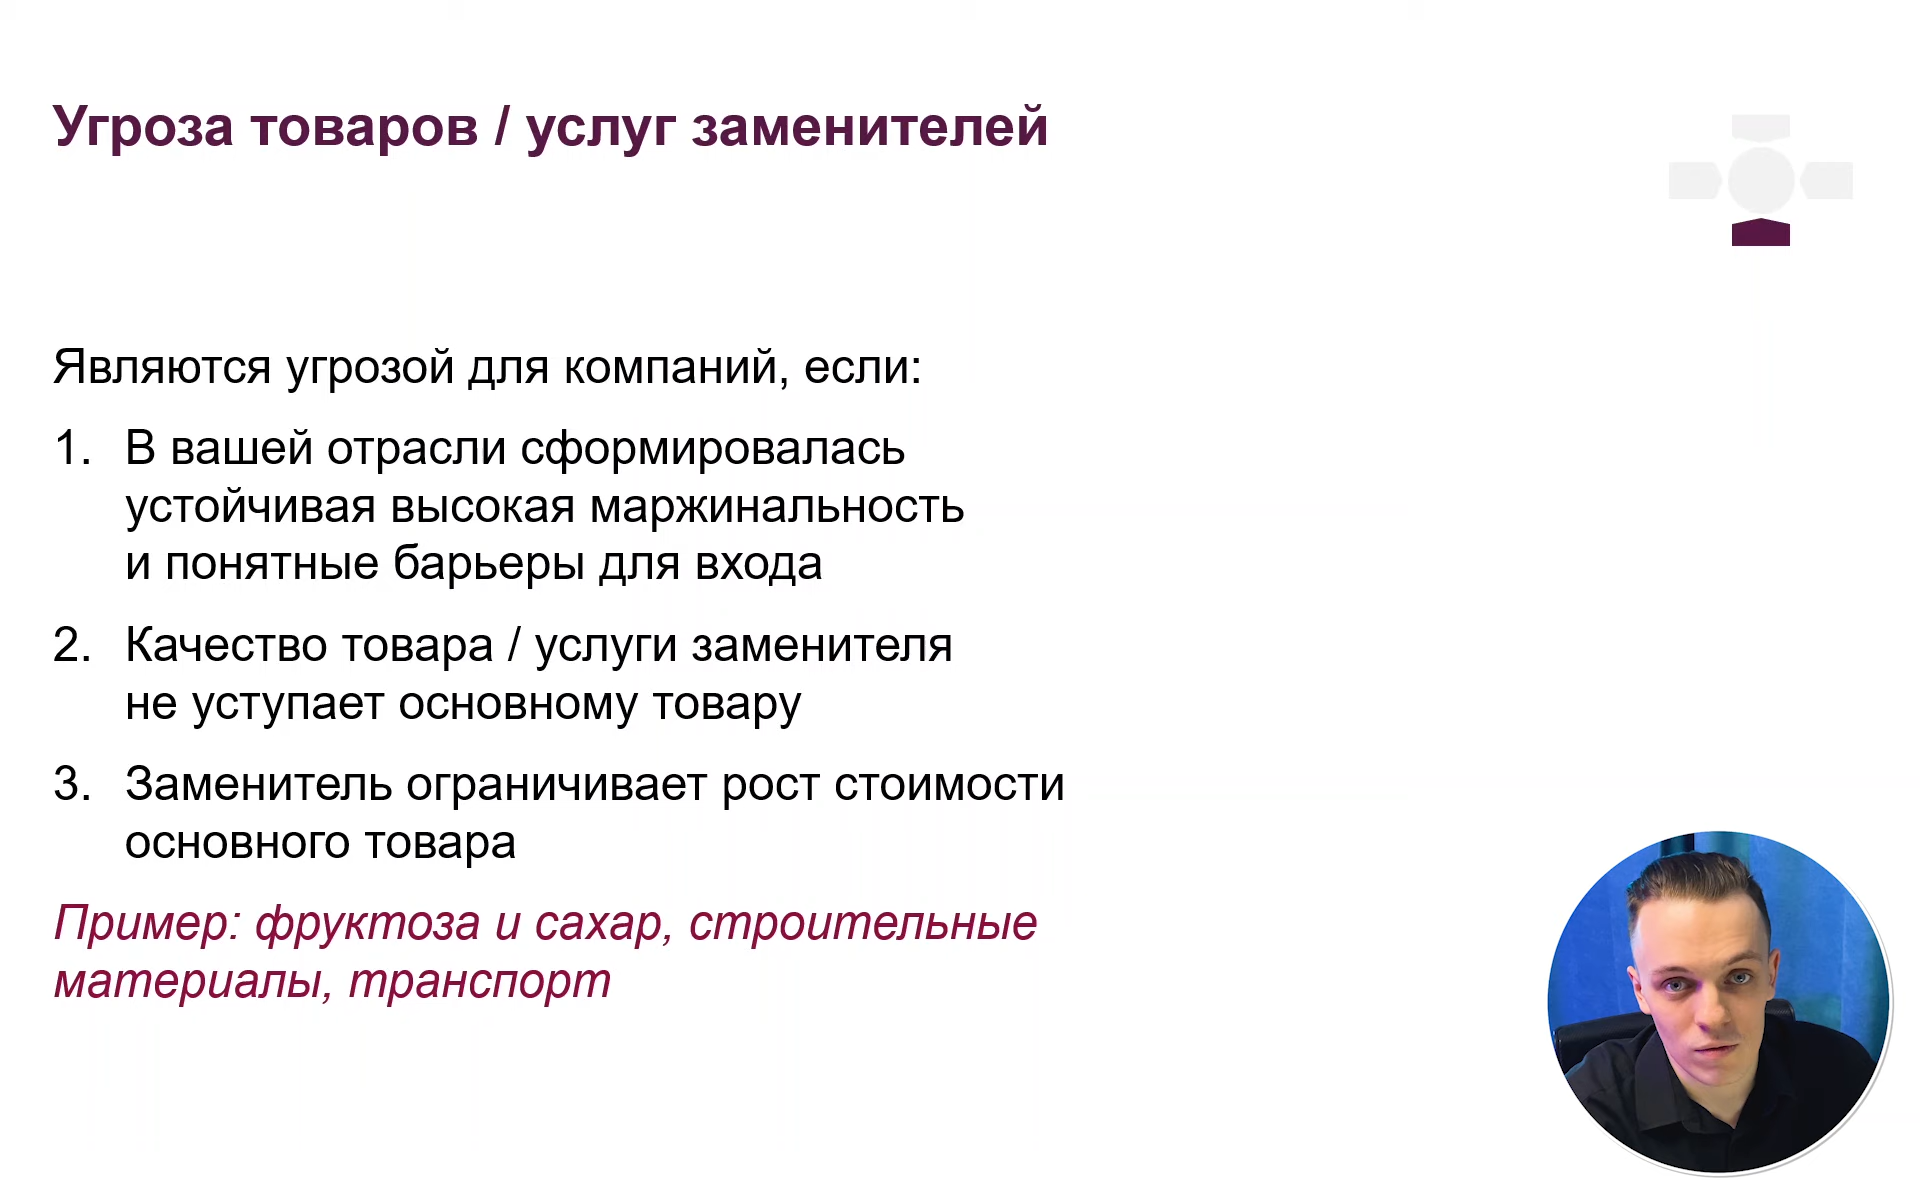 Угроза товаров / услуг заменителей
Являются угрозой для компаний, если:
1. В вашей отрасли сформировалась
устойчивая высокая маржинальность
и понятные барьеры для входа
2. Качество товара / услуги заменителя
не уступает основному товару
3. Заменитель ограничивает рост стоимости
основного товара
Пример: фруктоза и сахар, строительные
материалы, транспорт